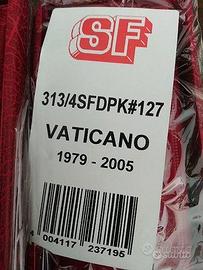 SF
313/4SFDPK#127
VATICANO
1979 - 2005
4 004117 237195